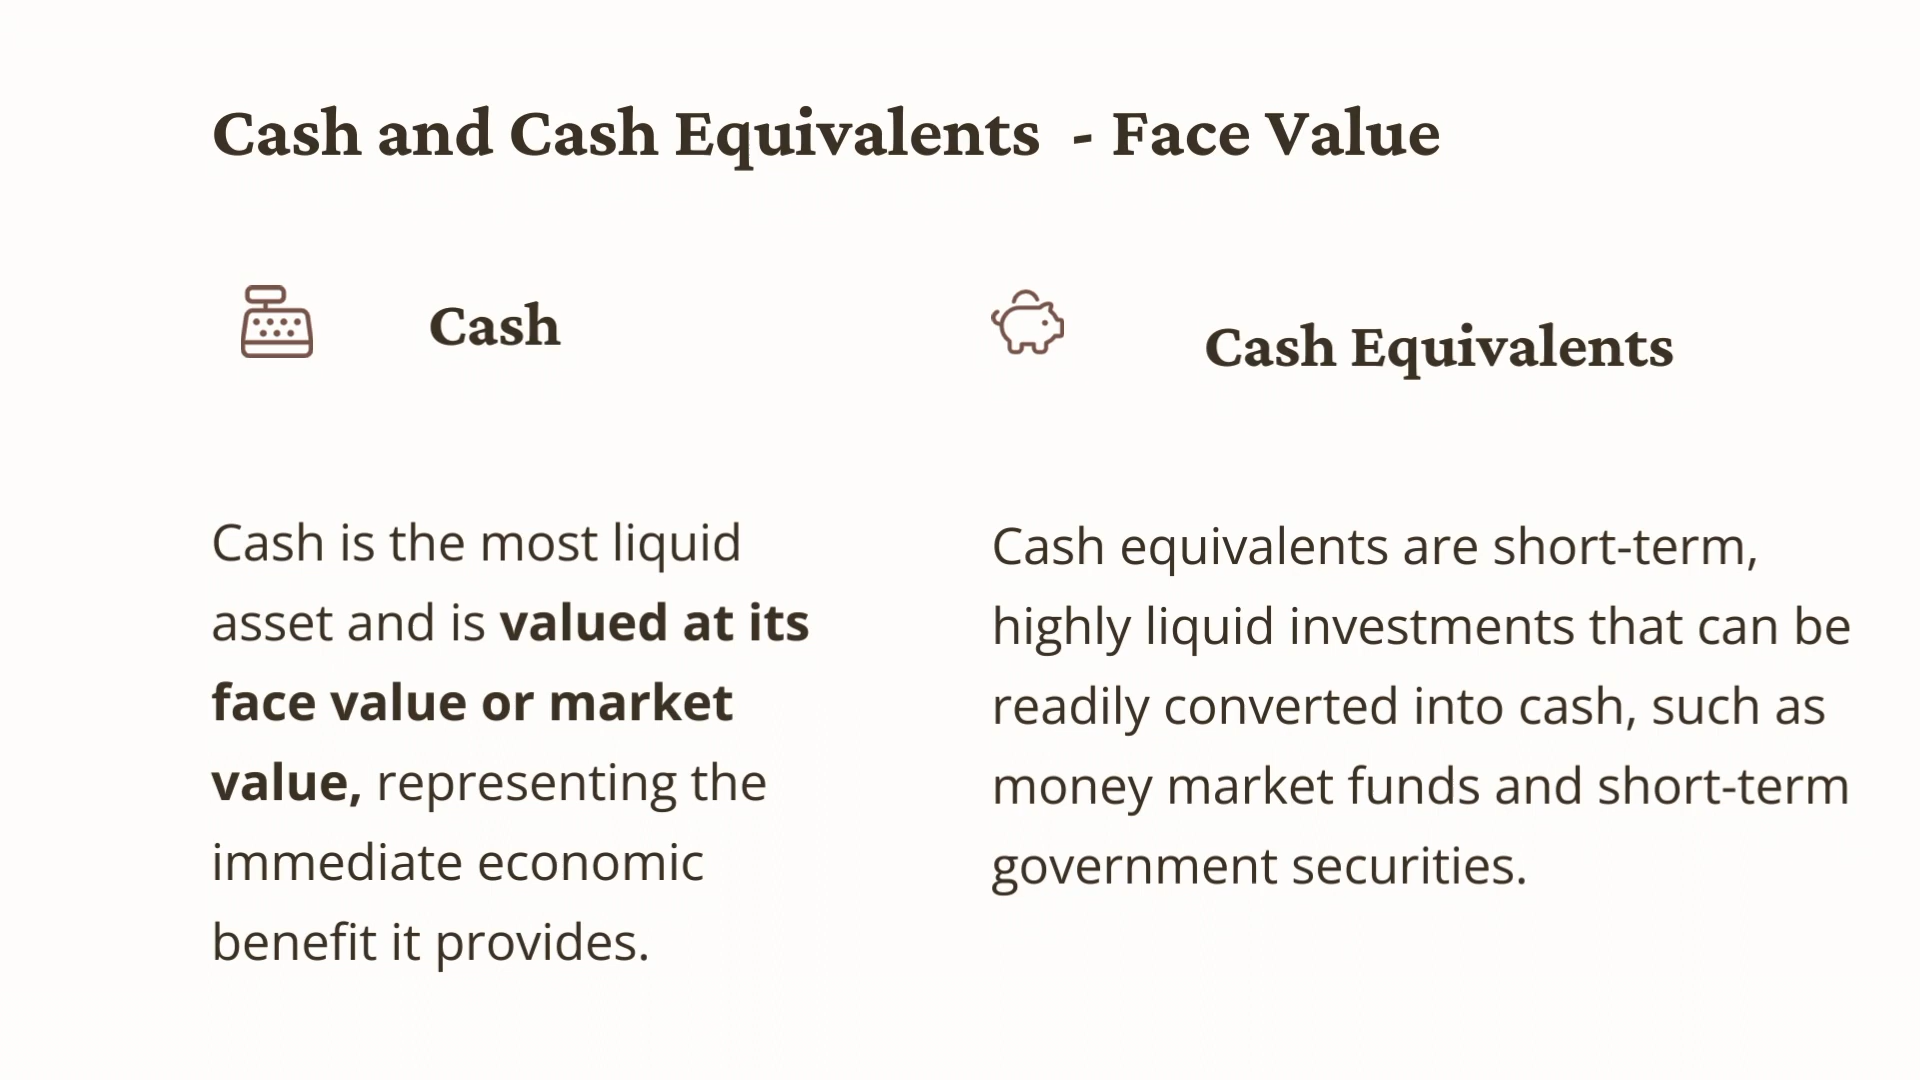 Cash and Cash Equivalents - Face Value
Cash
Cash is the most liquid
asset and is valued at its
face value or market
value, representing the
immediate economic
benefit it provides.
Cash Equivalents
Cash equivalents are short-term,
highly liquid investments that can be
readily converted into cash, such as
money market funds and short-term
government securities.